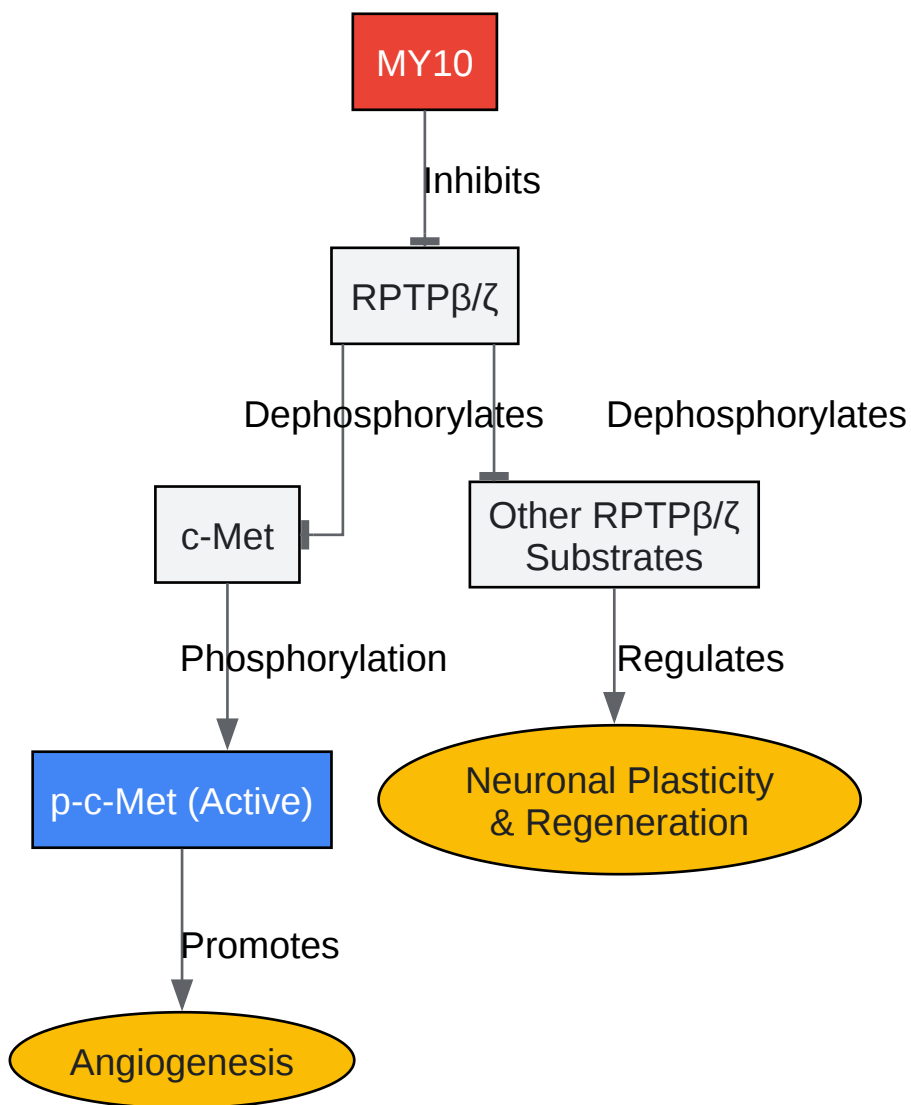 MY10
Inhibits
RPTPβ/ζ
Dephosphorylates
Dephosphorylates
c-Met
Other RPTPβ/ζ
Substrates
Phosphorylation
Regulates
p-c-Met (Active)
Neuronal Plasticity
& Regeneration
Promotes
Angiogenesis